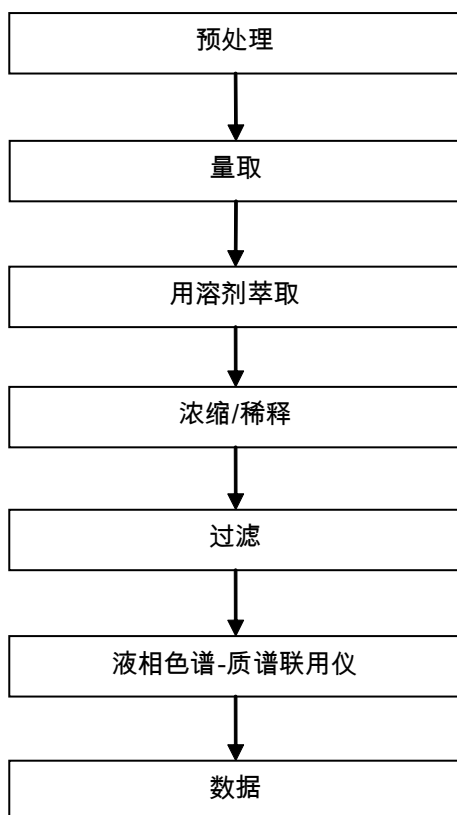 预处理
量取
用溶剂萃取
浓缩/稀释
过滤
液相色谱-质谱联用仪
数据